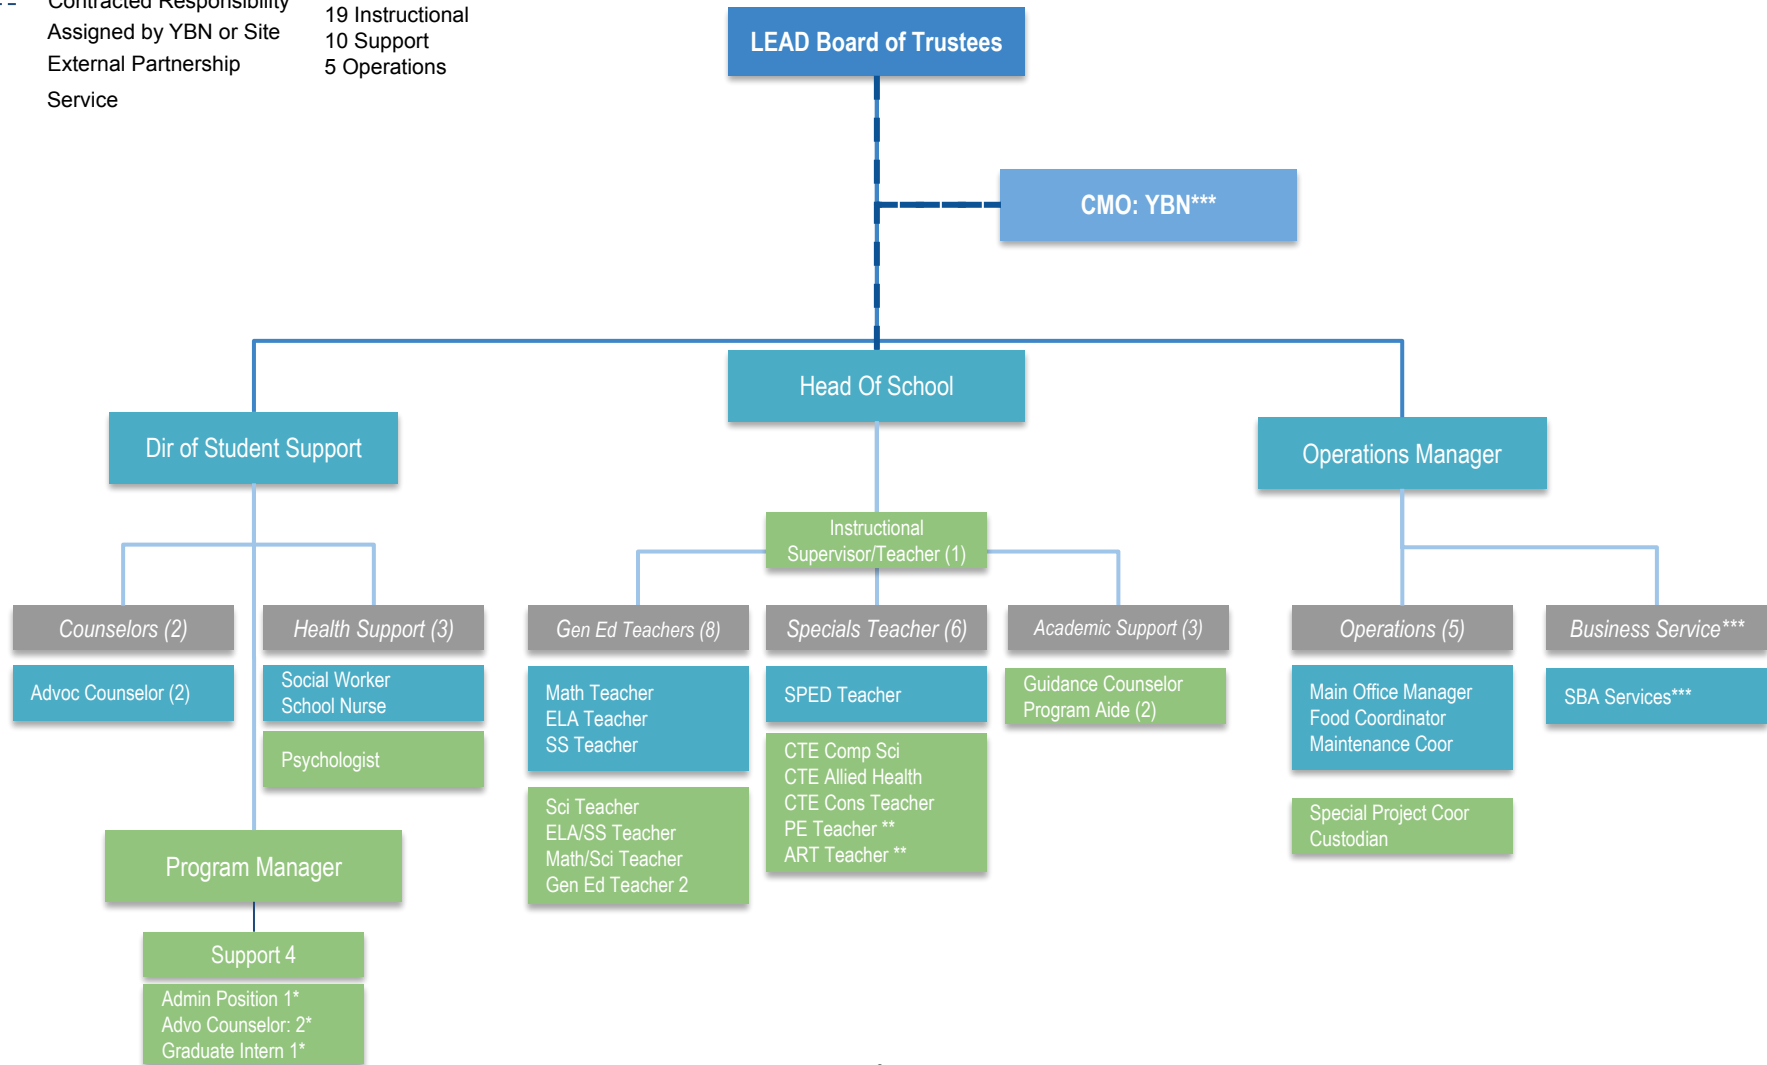 Contracted Responsibility
Assigned by YBN or Site
External Partnership
Service
19 Instructional
10 Support
5 Operations
LEAD Board of Trustees
CMO: YBN***
Head Of School
Dir of Student Support
Operations Manager
Instructional
Supervisor/Teacher (1)
Counselors (2)
Health Support (3)
Gen Ed Teachers (8)
Specials Teacher (6)
Academic Support (3)
Operations (5)
Business Service***
Advoc Counselor (2)
Social Worker
School Nurse
Psychologist
Math Teacher
ELA Teacher
SS Teacher
Sci Teacher
ELA/SS Teacher
Math/Sci Teacher
Gen Ed Teacher 2
SPED Teacher
CTE Comp Sci
CTE Allied Health
CTE Cons Teacher
PE Teacher **
ART Teacher **
Guidance Counselor
Program Aide (2)
Main Office Manager
Food Coordinator
Maintenance Coor
Special Project Coor
Custodian
SBA Services***
Program Manager
Support 4
Admin Position 1*
Advo Counselor: 2*
Graduate Intern 1*